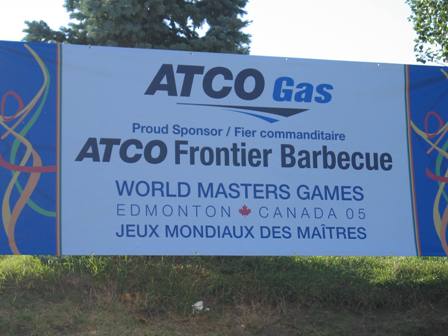 ATCO Gas
Proud Sponsor / Fier commanditaire
ATCO Frontier Barbecue
WORLD MASTERS GAMES
EDMONTON CANADA 05
JEUX MONDIAUX DES MAÎTRES